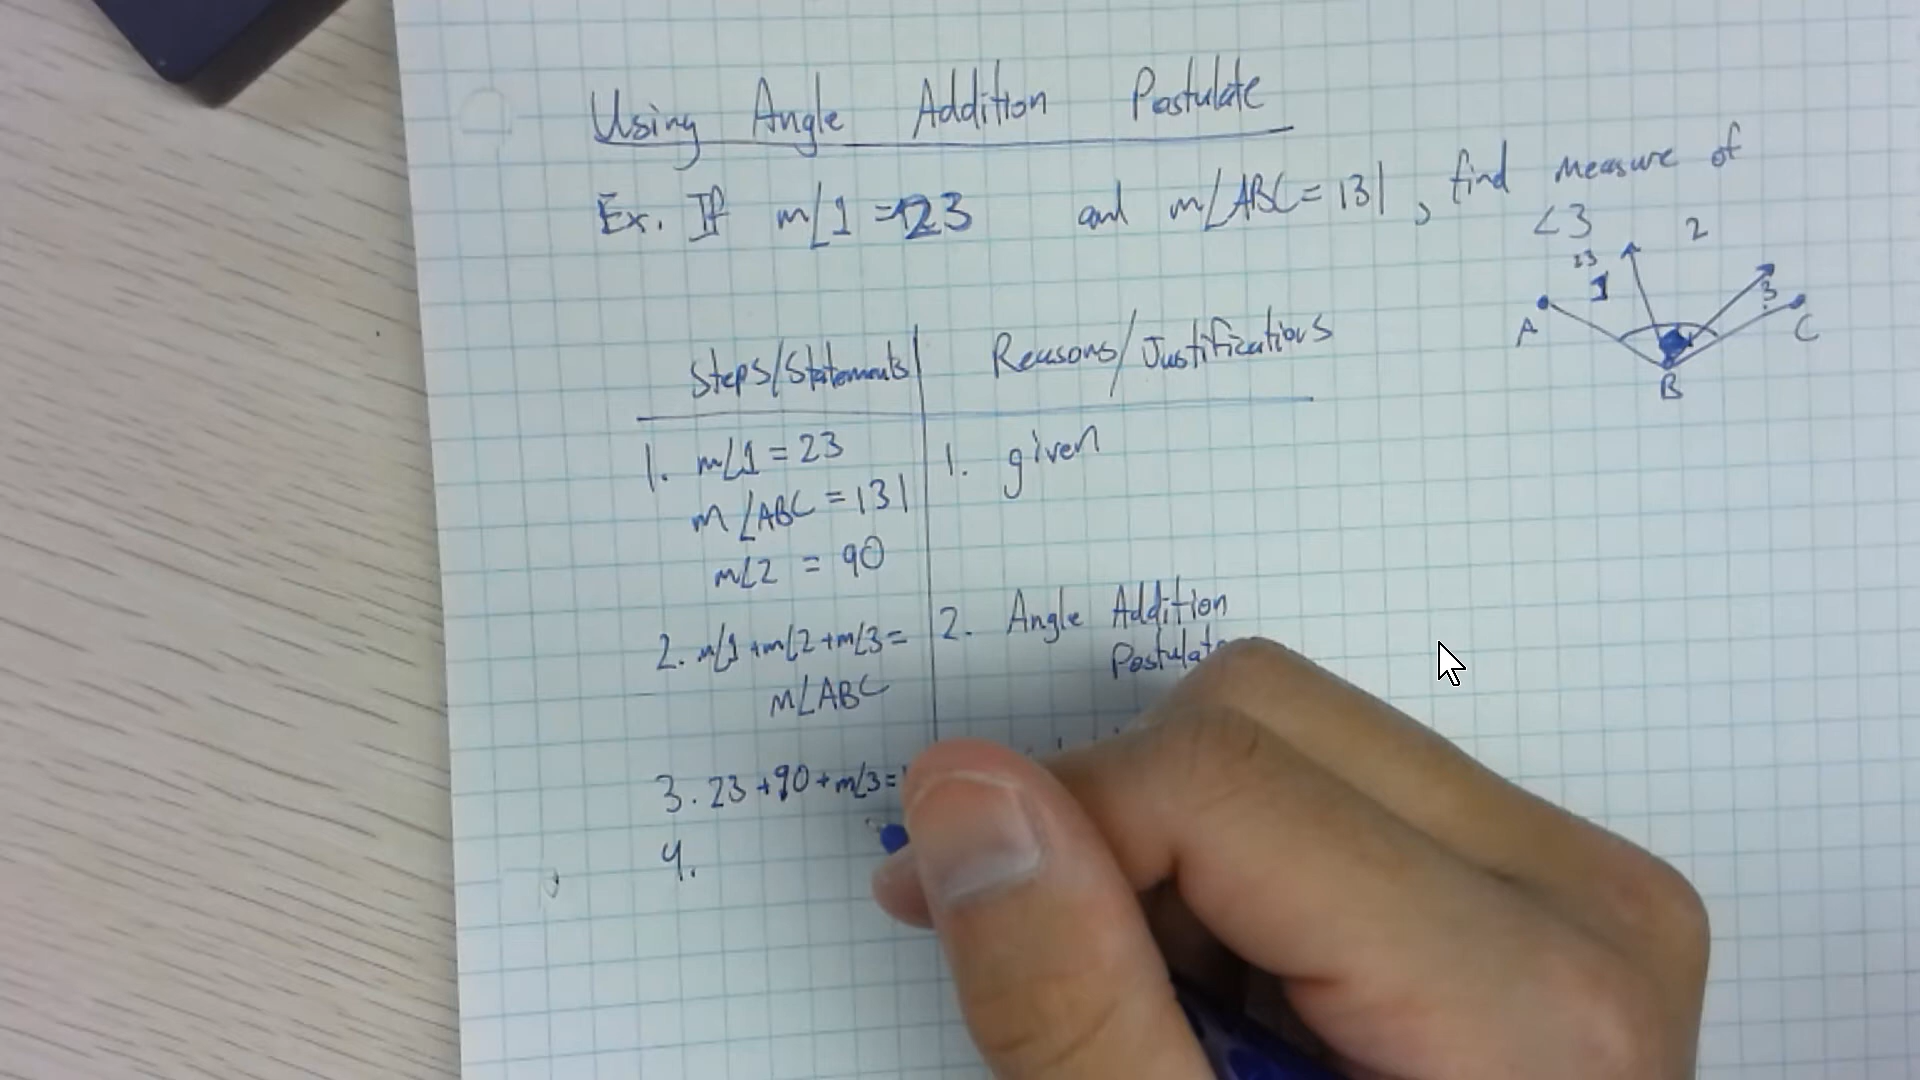 Using Angle Addition Postulate
Ex. If m∠1 = 23 and m∠ABC = 131, find measure of
∠3
23
2
1
3
A
C
B
Steps/Statements
Reasons/Justifications
1. m∠1 = 23
1. given
m∠ABC = 131
m∠2 = 90
2. m∠1 + m∠2 + m∠3 =
m∠ABC
2. Angle Addition
Postulate
3. 23 + 90 + m∠3 =
4.